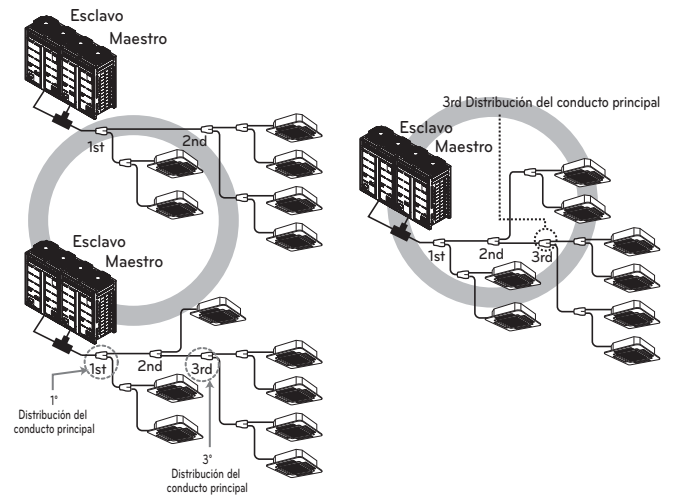 Esclavo
Maestro
1st
2nd
Esclavo
Maestro
1st
2nd
3rd
1°
Distribución del
conducto principal
3°
Distribución del
conducto principal
3rd Distribución del conducto principal
Esclavo
Maestro
1st
2nd
3rd